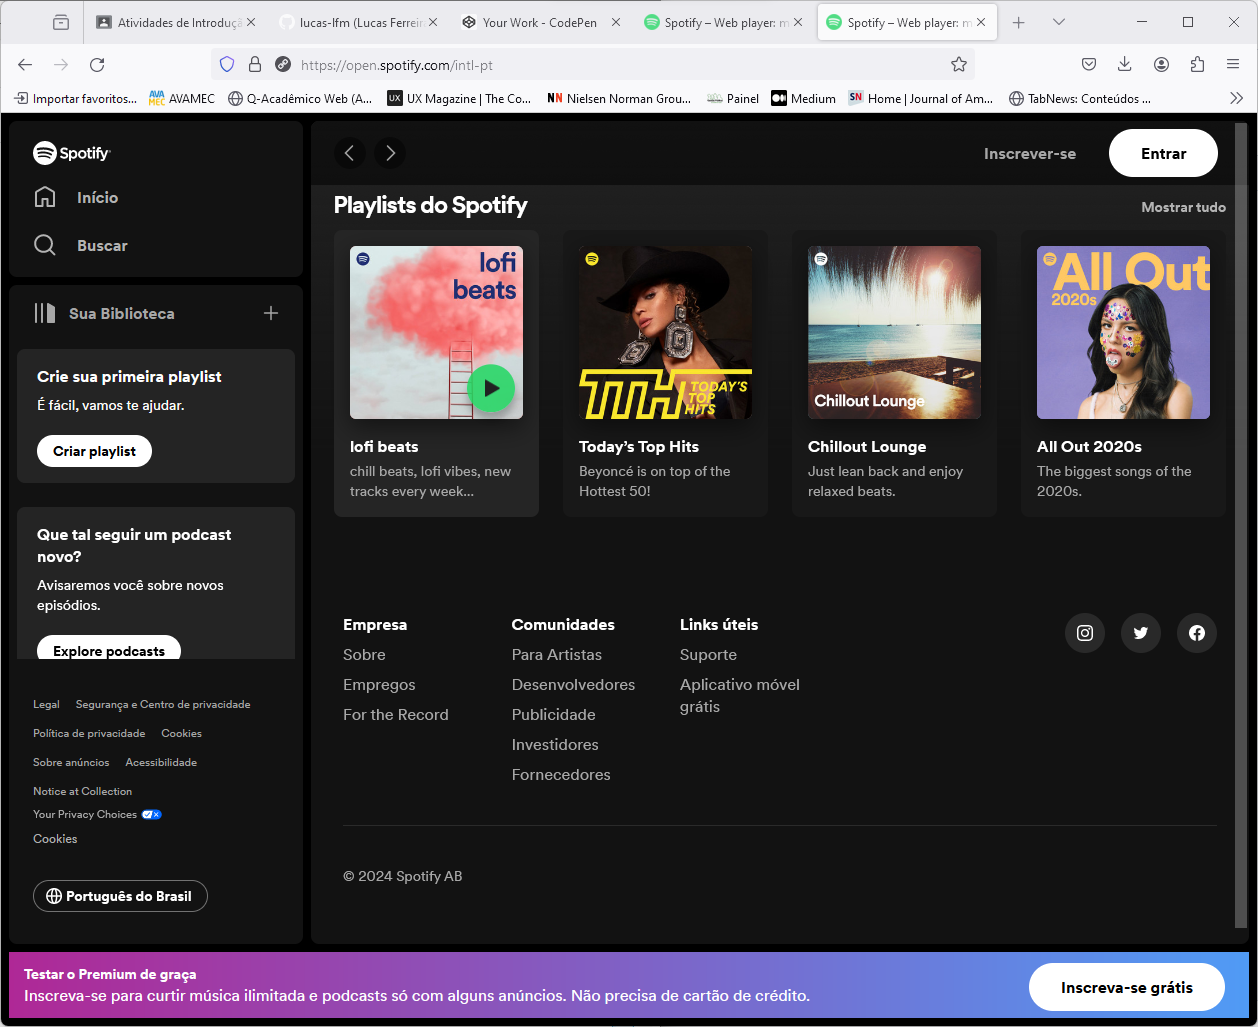 Atividades de Introduçã
lucas-lfm (Lucas Ferreir
Your Work - CodePen
Spotify – Web player: m
Spotify – Web player: m
https://open.spotify.com/intl-pt
Importar favoritos...
AVA MEC
AVAMEC
Q-Acadêmico Web (A...
UX
UX Magazine | The Co...
NN
Nielsen Norman Grou...
Painel
Medium
SN
Home | Journal of Am...
TabNews: Conteúdos ...
Spotify
Início
Buscar
Sua Biblioteca
Crie sua primeira playlist
É fácil, vamos te ajudar.
Criar playlist
Que tal seguir um podcast
novo?
Avisaremos você sobre novos
episódios.
Explore podcasts
Legal
Segurança e Centro de privacidade
Política de privacidade
Cookies
Sobre anúncios
Acessibilidade
Notice at Collection
Your Privacy Choices
Cookies
Português do Brasil
Inscrever-se
Entrar
Playlists do Spotify
Mostrar tudo
lofi
beats
lofi beats
chill beats, lofi vibes, new
tracks every week...
TTH
TODAY'S
TOP
HITS
Today’s Top Hits
Beyoncé is on top of the
Hottest 50!
Chillout Lounge
Chillout Lounge
Just lean back and enjoy
relaxed beats.
All Out
2020s
All Out 2020s
The biggest songs of the
2020s.
Empresa
Sobre
Empregos
For the Record
Comunidades
Para Artistas
Desenvolvedores
Publicidade
Investidores
Fornecedores
Links úteis
Suporte
Aplicativo móvel
grátis
© 2024 Spotify AB
Testar o Premium de graça
Inscreva-se para curtir música ilimitada e podcasts só com alguns anúncios. Não precisa de cartão de crédito.
Inscreva-se grátis